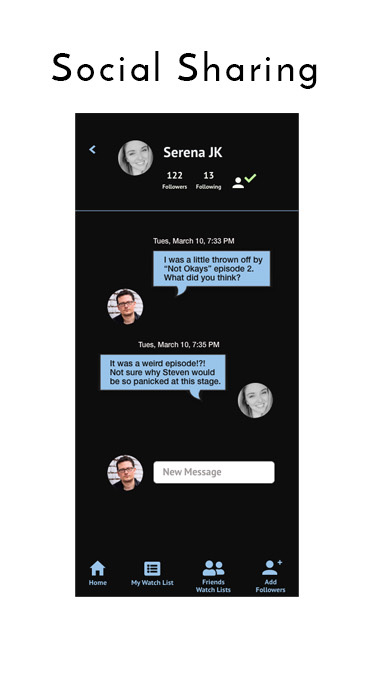 Social Sharing
Serena JK
122
13
Followers
Following
Tues, March 10, 7:33 PM
I was a little thrown off by
"Not Okays" episode 2.
What did you think?
Tues, March 10, 7:35 PM
It was a weird episode!?!
Not sure why Steven would
be so panicked at this stage.
New Message
Home
My Watch List
Friends
Watch Lists
Add
Followers